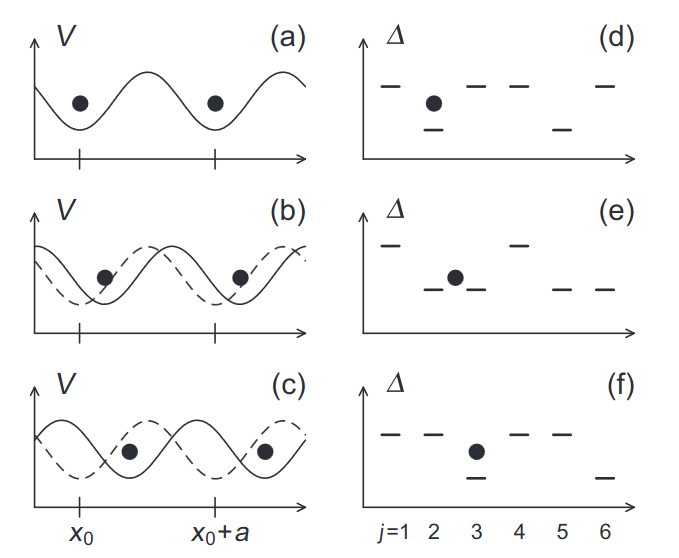 V (a)
Δ (d)
V (b)
Δ (e)
V (c)
Δ (f)
x₀ x₀+a
j=1 2 3 4 5 6